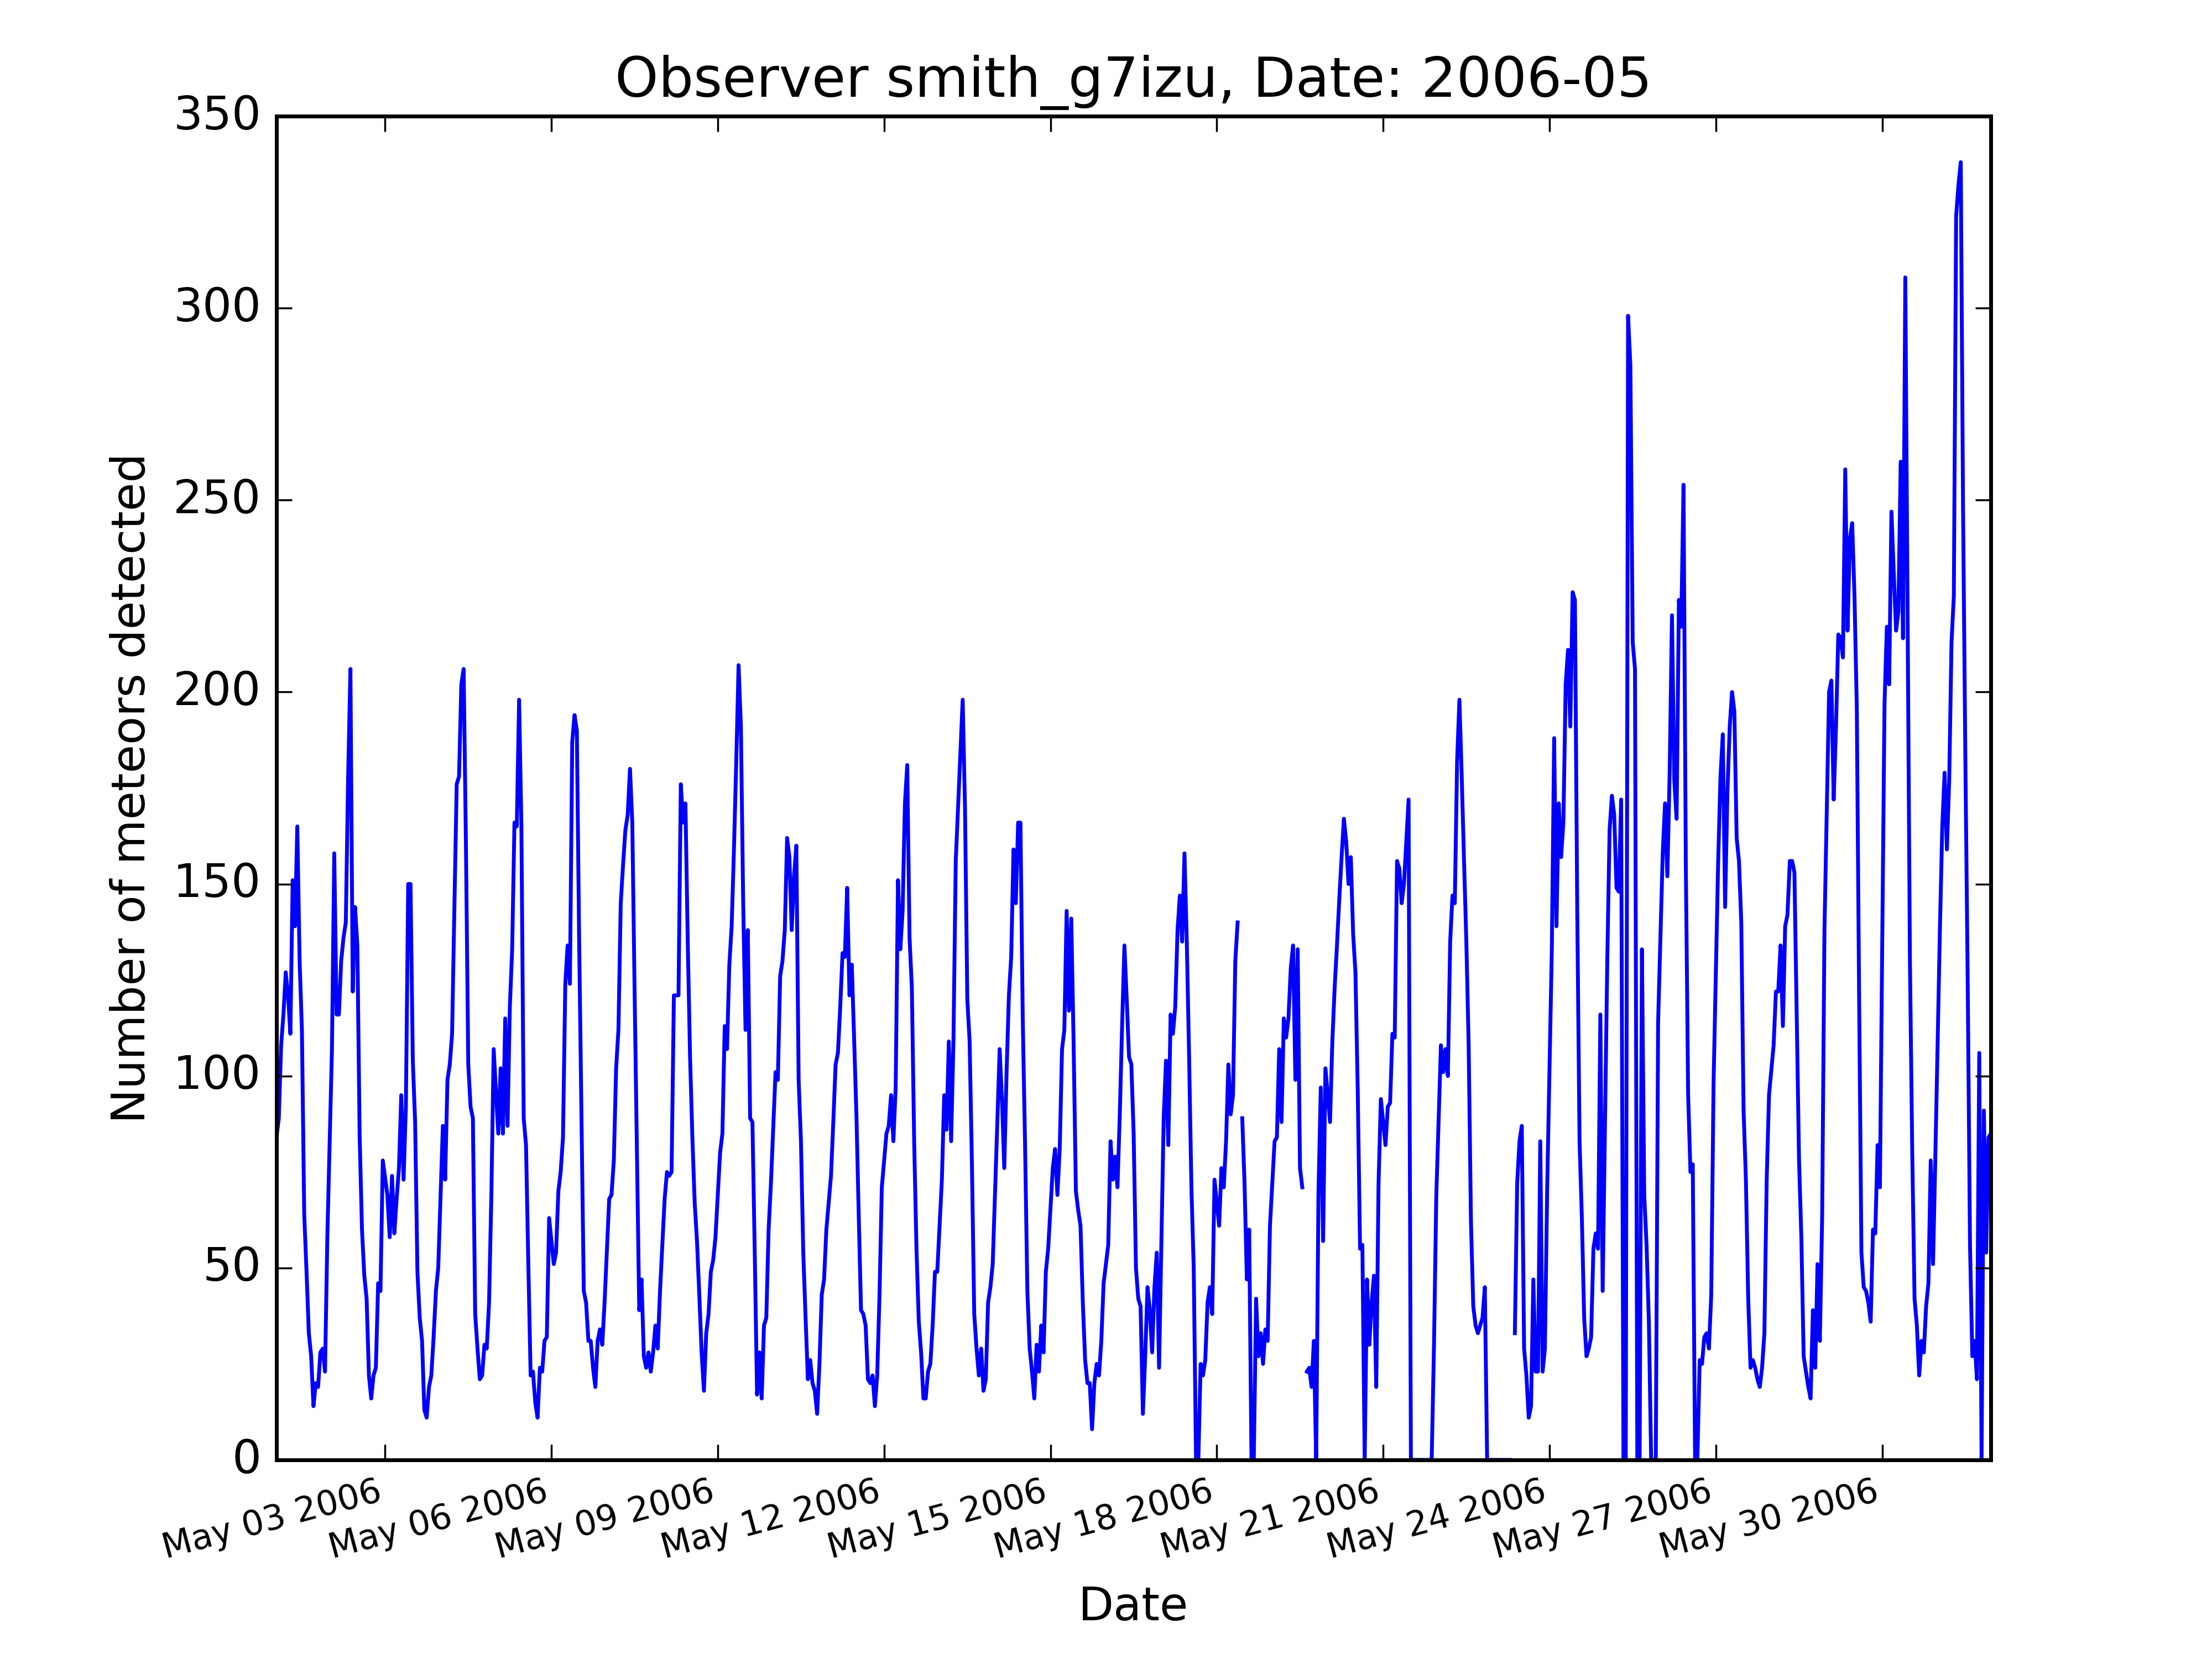 Observer smith_g7izu, Date: 2006-05
350
300
250
200
150
100
50
0
Number of meteors detected
May 03 2006
May 06 2006
May 09 2006
May 12 2006
May 15 2006
May 18 2006
May 21 2006
May 24 2006
May 27 2006
May 30 2006
Date